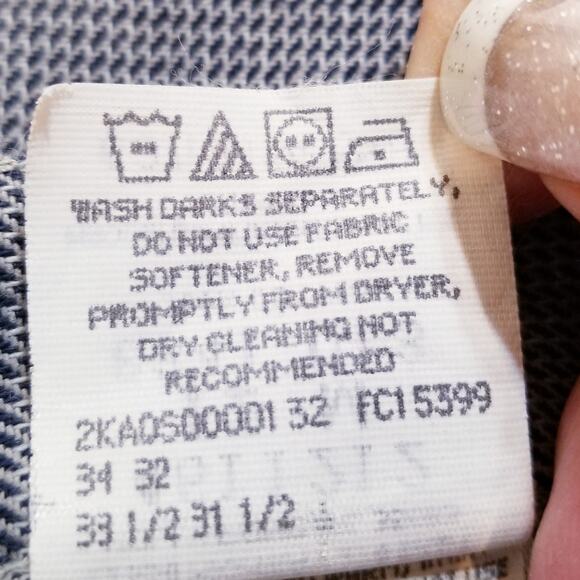 WASH DARKS SEPARATELY,
DO NOT USE FABRIC
SOFTENER, REMOVE
PROMPTLY FROM DRYER,
DRY CLEANING NOT
RECOMMENDED
2KA0S00001 32 FC1 5399
34 32
33 1/2 31 1/2